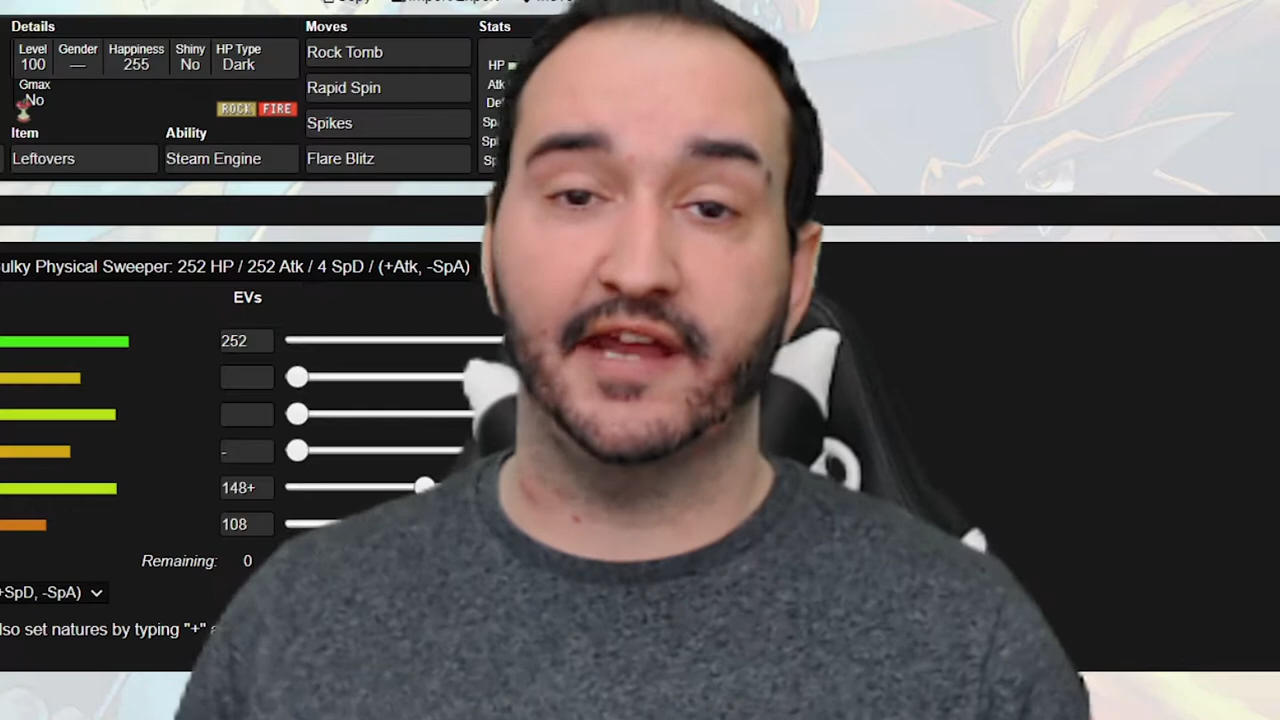 Details
Moves
Stats
Level Gender Happiness Shiny HP Type
100 — 255 No Dark
Gmax
No
ROCK FIRE
Item Ability
Leftovers Steam Engine
Rock Tomb
Rapid Spin
Spikes
Flare Blitz
HP
Atk
ulky Physical Sweeper: 252 HP / 252 Atk / 4 SpD / (+Atk, -SpA)
EVs
252
-
148+
108
Remaining: 0
+SpD, -SpA)
lso set natures by typing "+"